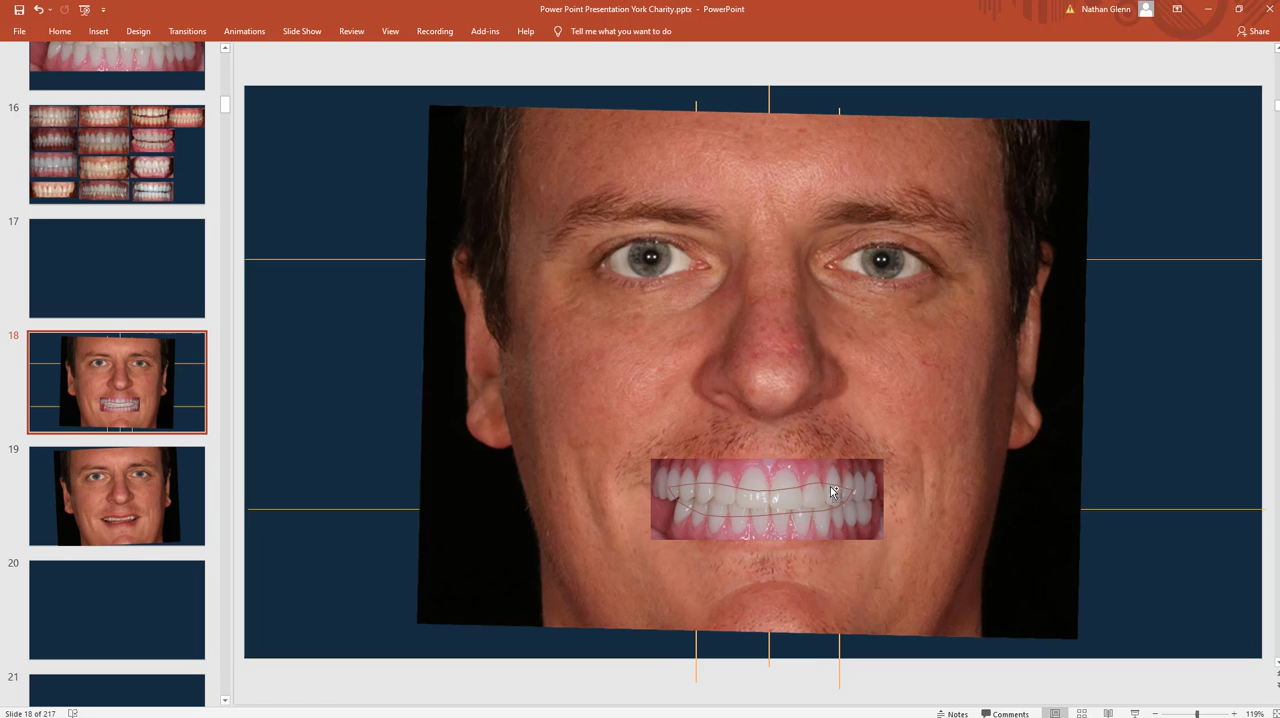 Power Point Presentation York Charity.pptx - PowerPoint
Nathan Glenn
File Home Insert Design Transitions Animations Slide Show Review View Recording Add-ins Help Tell me what you want to do
Share
16
17
18
19
20
21
Slide 18 of 217
Notes
Comments
119%